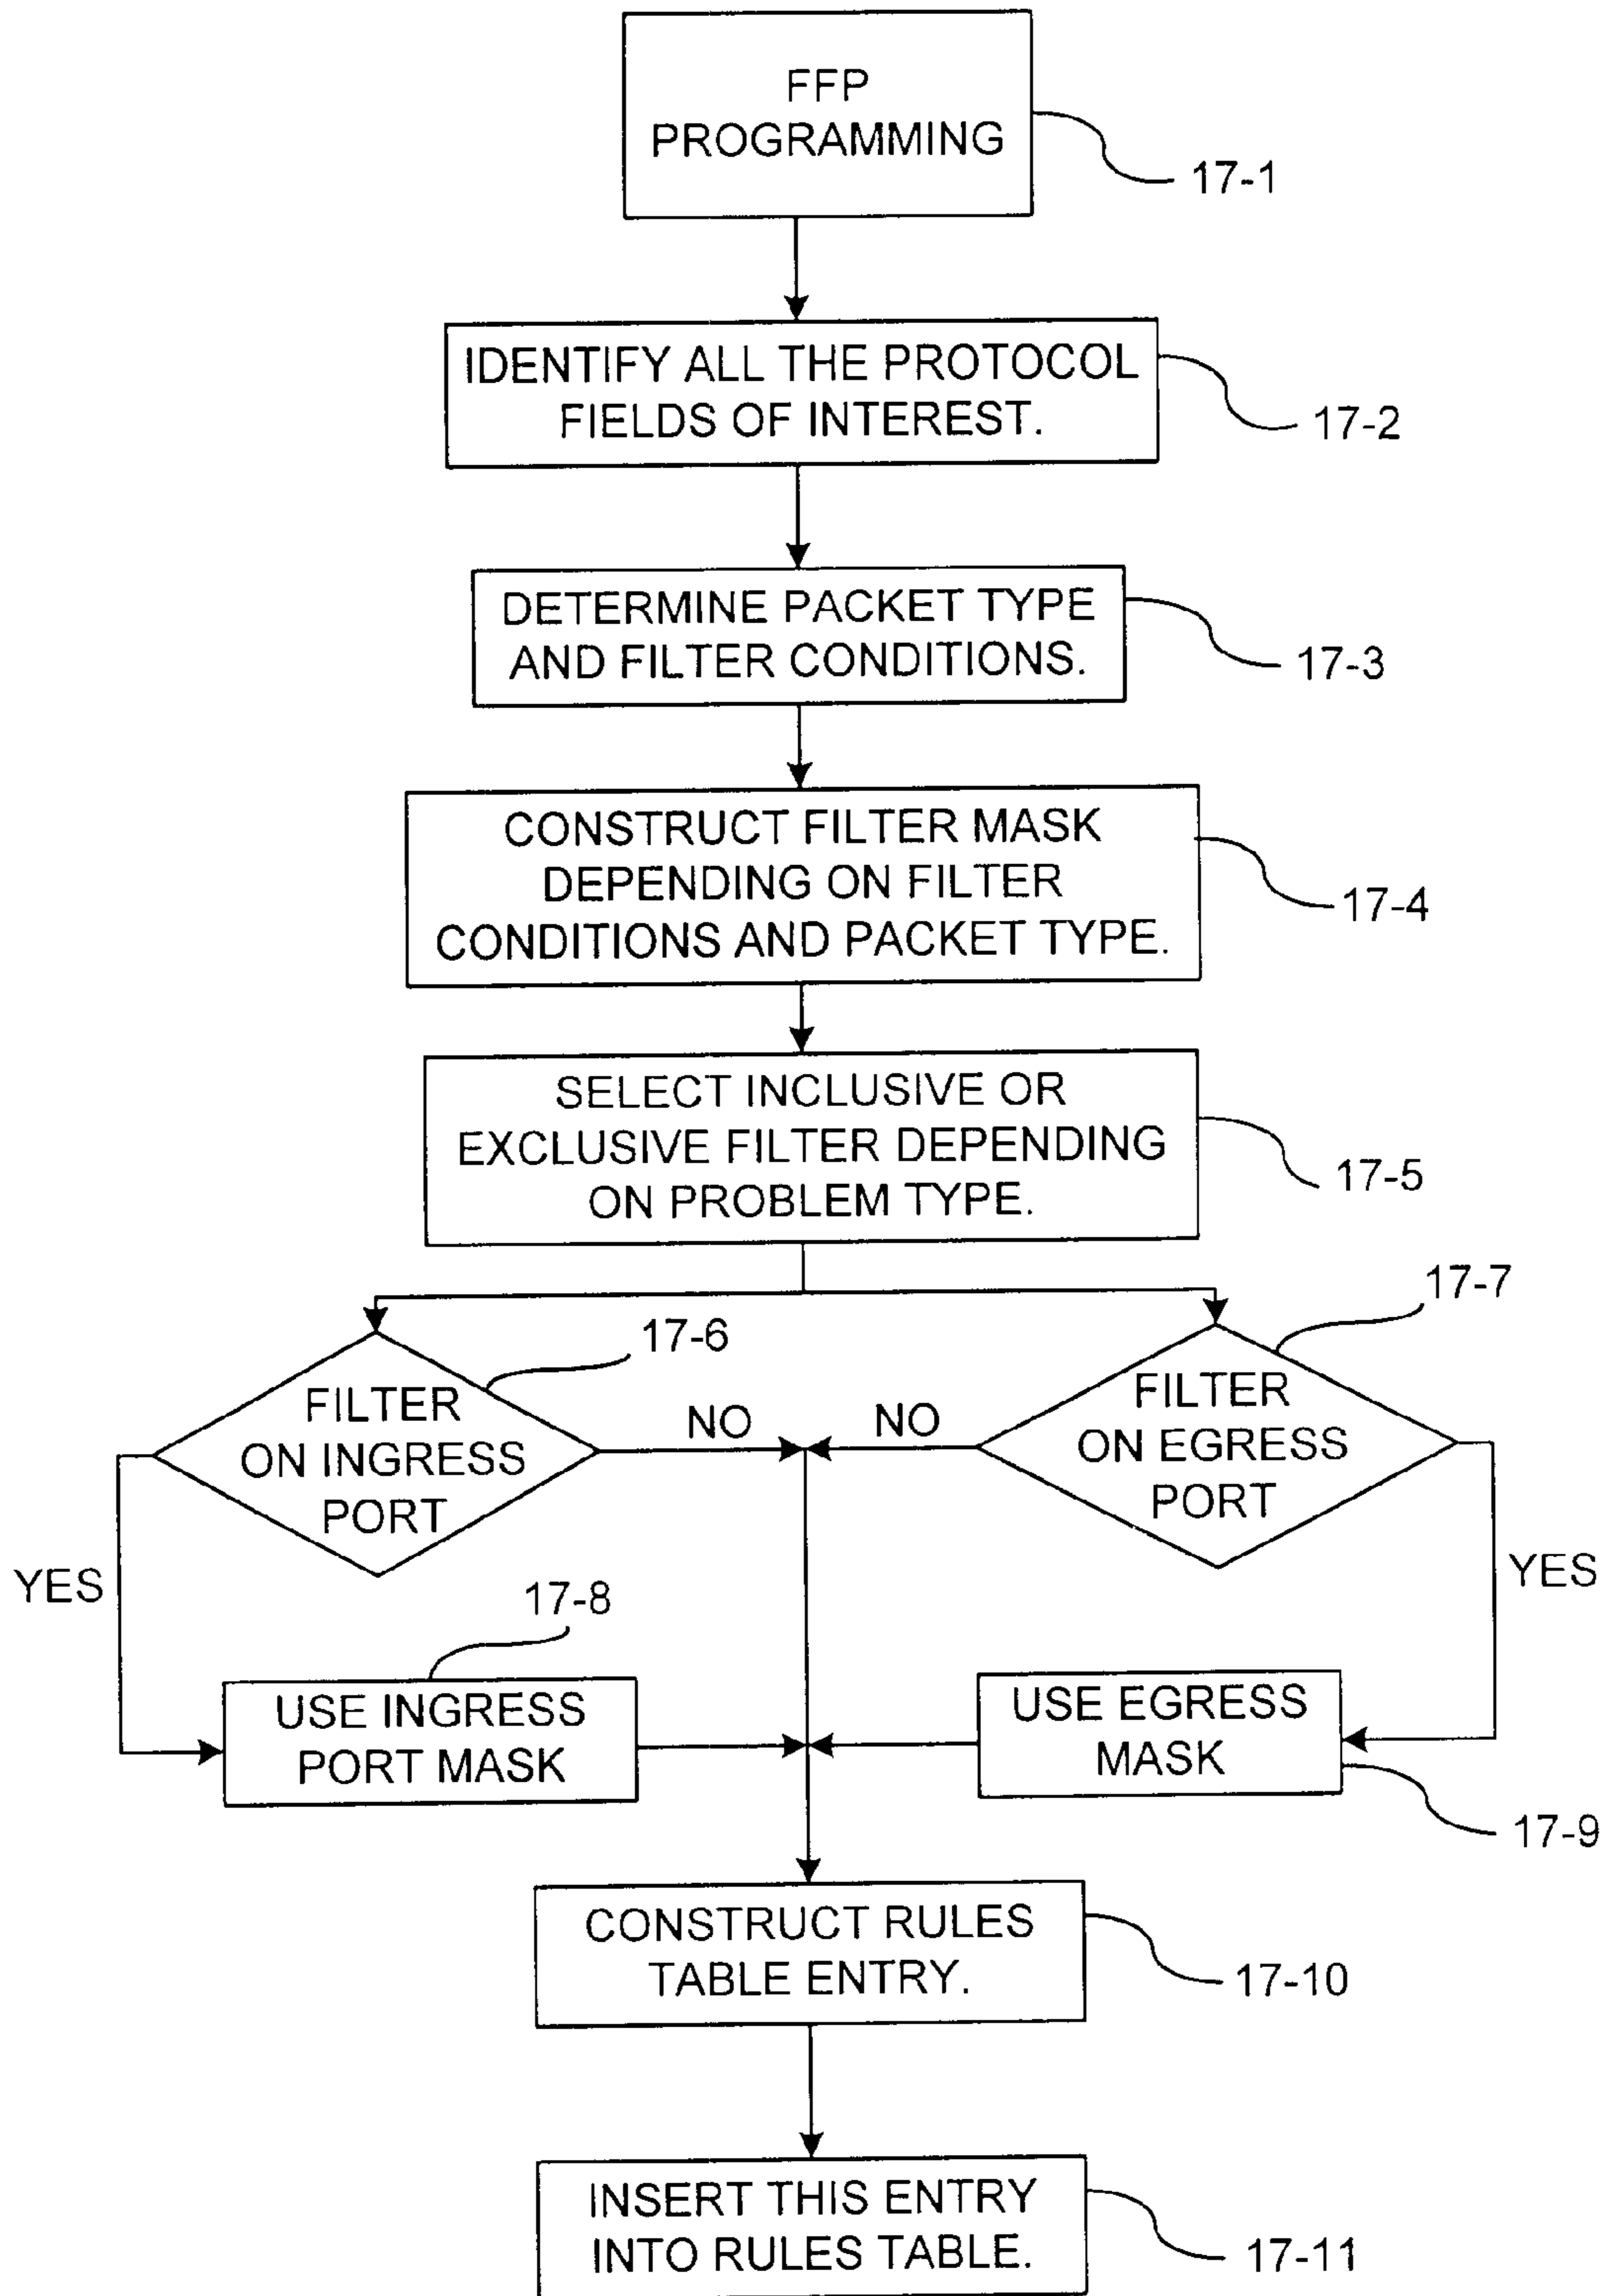 FFP
PROGRAMMING
17-1
IDENTIFY ALL THE PROTOCOL
FIELDS OF INTEREST.
17-2
DETERMINE PACKET TYPE
AND FILTER CONDITIONS.
17-3
CONSTRUCT FILTER MASK
DEPENDING ON FILTER
CONDITIONS AND PACKET TYPE.
17-4
SELECT INCLUSIVE OR
EXCLUSIVE FILTER DEPENDING
ON PROBLEM TYPE.
17-5
17-6
17-7
FILTER
ON INGRESS
PORT
NO
NO
FILTER
ON EGRESS
PORT
YES
YES
17-8
USE INGRESS
PORT MASK
USE EGRESS
MASK
17-9
CONSTRUCT RULES
TABLE ENTRY.
17-10
INSERT THIS ENTRY
INTO RULES TABLE.
17-11